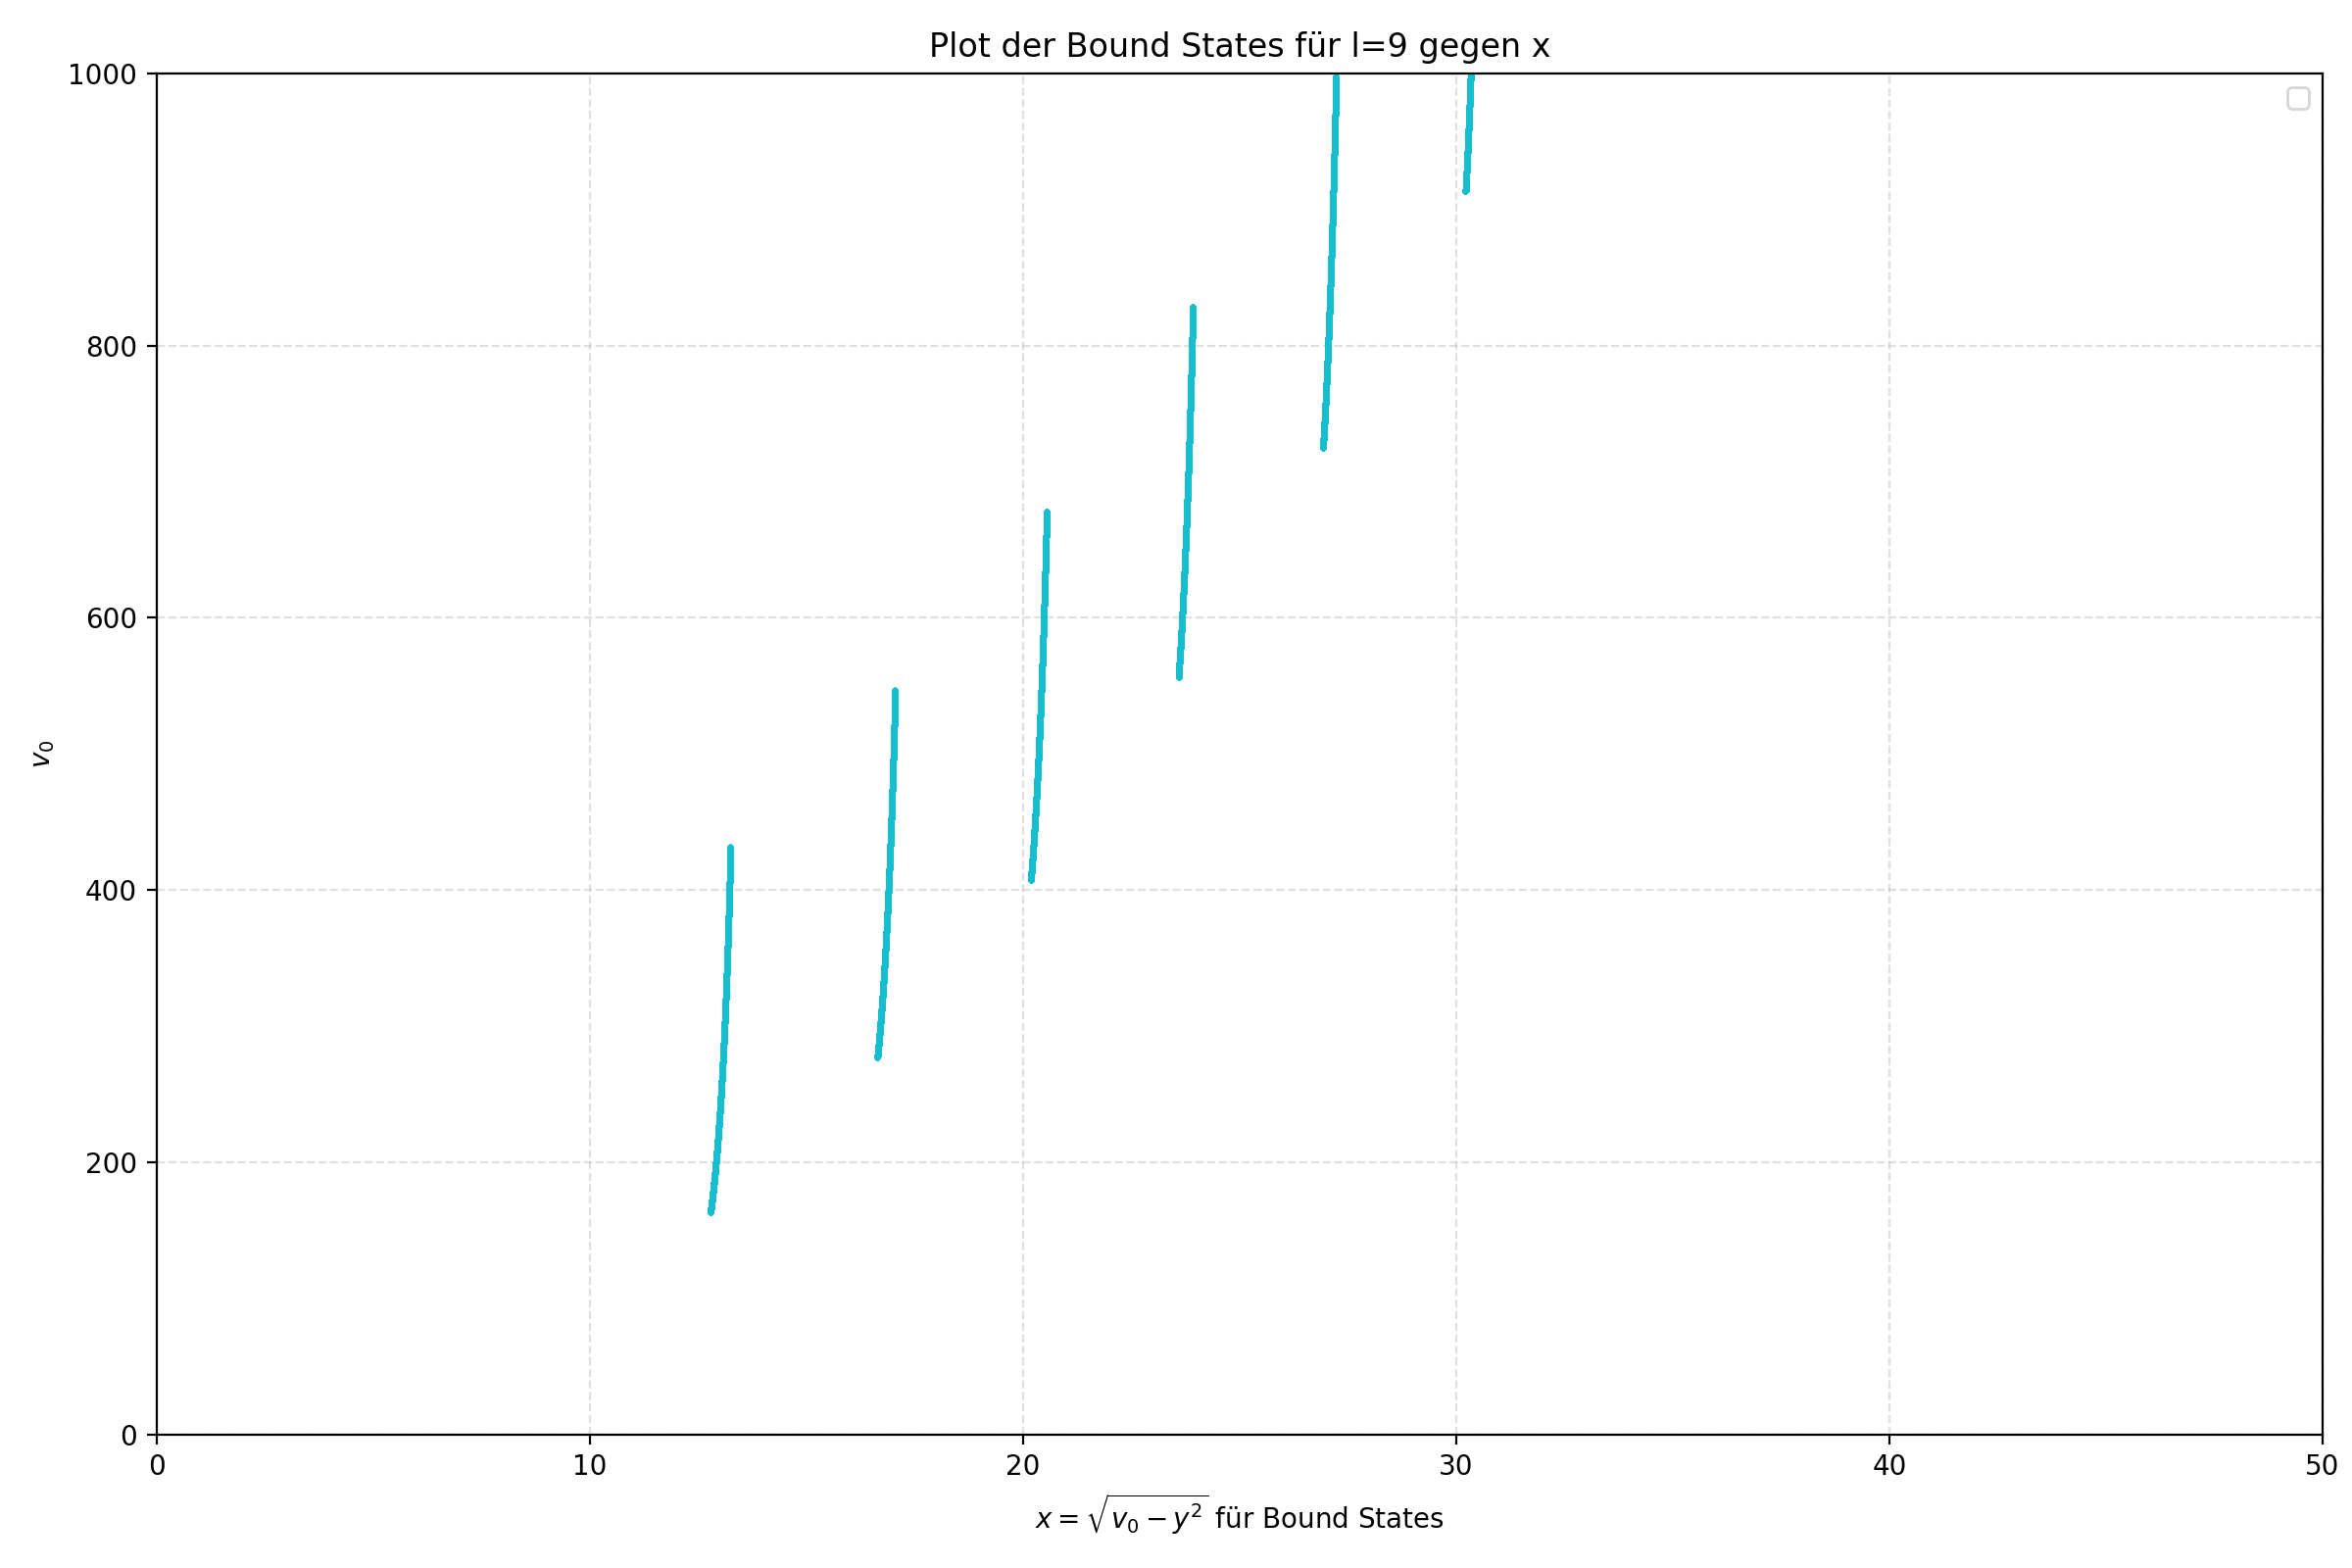 Plot der Bound States für l=9 gegen x
1000
800
600
400
200
0
v₀
0 10 20 30 40 50
x = √(v₀ − y²) für Bound States